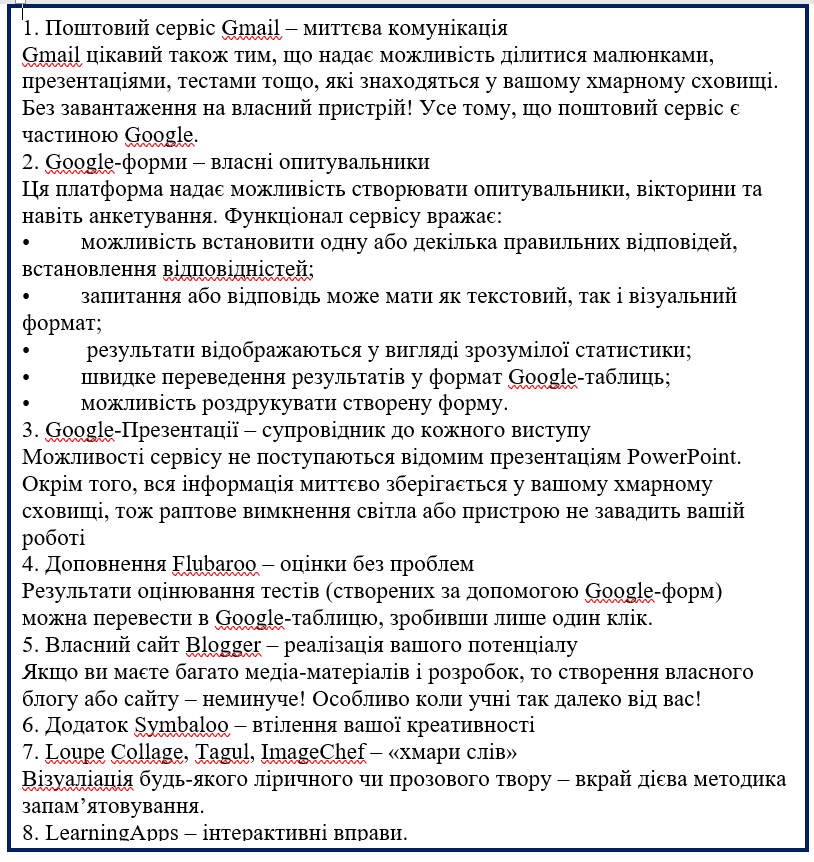 1. Поштовий сервіс Gmail – миттєва комунікація
Gmail цікавий також тим, що надає можливість ділитися малюнками,
презентаціями, тестами тощо, які знаходяться у вашому хмарному сховищі.
Без завантаження на власний пристрій! Усе тому, що поштовий сервіс є
частиною Google.
2. Google-форми – власні опитувальники
Ця платформа надає можливість створювати опитувальники, вікторини та
навіть анкетування. Функціонал сервісу вражає:
• можливість встановити одну або декілька правильних відповідей,
встановлення відповідністей;
• запитання або відповідь може мати як текстовий, так і візуальний
формат;
• результати відображаються у вигляді зрозумілої статистики;
• швидке переведення результатів у формат Google-таблиць;
• можливість роздрукувати створену форму.
3. Google-Презентації – супровідник до кожного виступу
Можливості сервісу не поступаються відомим презентаціям PowerPoint.
Окрім того, вся інформація миттєво зберігається у вашому хмарному
сховищі, тож раптове вимкнення світла або пристрою не завадить вашій
роботі
4. Доповнення Flubaroo – оцінки без проблем
Результати оцінювання тестів (створених за допомогою Google-форм)
можна перевести в Google-таблицю, зробивши лише один клік.
5. Власний сайт Blogger – реалізація вашого потенціалу
Якщо ви маєте багато медіа-матеріалів і розробок, то створення власного
блогу або сайту – неминуче! Особливо коли учні так далеко від вас!
6. Додаток Symbaloo – втілення вашої креативності
7. Loupe Collage, Tagul, ImageChef – «хмари слів»
Візуаліація будь-якого ліричного чи прозового твору – вкрай дієва методика
запам’ятовування.
8. LearningApps – інтерактивні вправи.